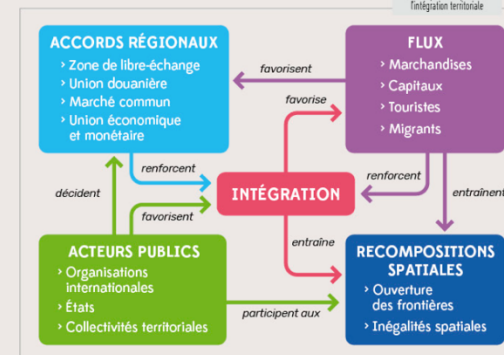 l'intégration territoriale
ACCORDS RÉGIONAUX
› Zone de libre-échange
› Union douanière
› Marché commun
› Union économique
et monétaire
favorisent
favorise
FLUX
› Marchandises
› Capitaux
› Touristes
› Migrants
décident
renforcent
favorisent
INTÉGRATION
renforcent
entraînent
entraîne
ACTEURS PUBLICS
› Organisations
internationales
› États
› Collectivités territoriales
participent aux
RECOMPOSITIONS
SPATIALES
› Ouverture
des frontières
› Inégalités spatiales